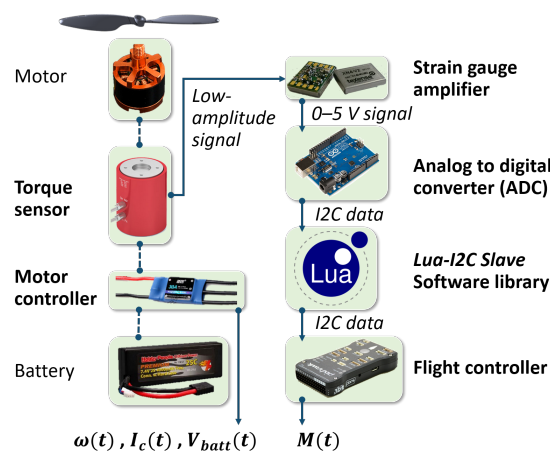 Motor
Low-
amplitude
signal
Strain gauge
amplifier
0–5 V signal
Torque
sensor
Analog to digital
converter (ADC)
I2C data
Lua
Lua-I2C Slave
Software library
Motor
controller
I2C data
Battery
Flight controller
ω(t) , I_c(t) , V_batt(t)
M(t)